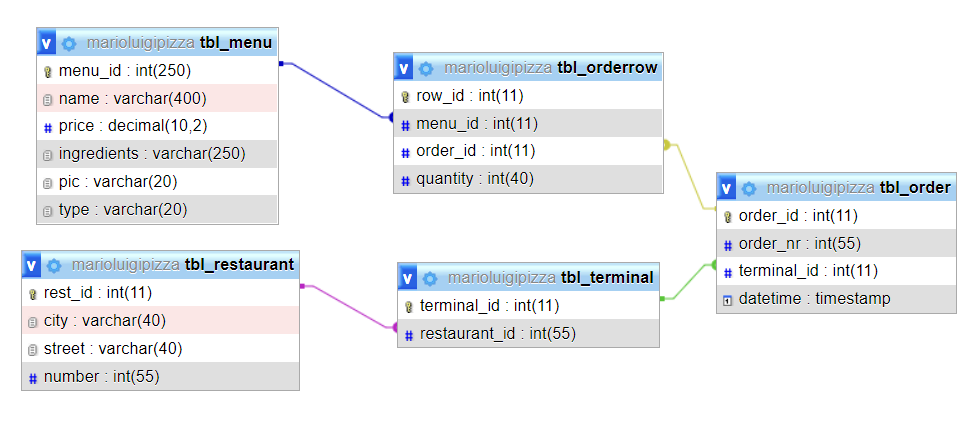 v marioluigipizza tbl_menu
menu_id : int(250)
name : varchar(400)
# price : decimal(10,2)
ingredients : varchar(250)
pic : varchar(20)
type : varchar(20)
v marioluigipizza tbl_orderrow
row_id : int(11)
# menu_id : int(11)
# order_id : int(11)
# quantity : int(40)
v marioluigipizza tbl_order
order_id : int(11)
# order_nr : int(55)
# terminal_id : int(11)
datetime : timestamp
v marioluigipizza tbl_restaurant
rest_id : int(11)
city : varchar(40)
street : varchar(40)
# number : int(55)
v marioluigipizza tbl_terminal
terminal_id : int(11)
# restaurant_id : int(55)